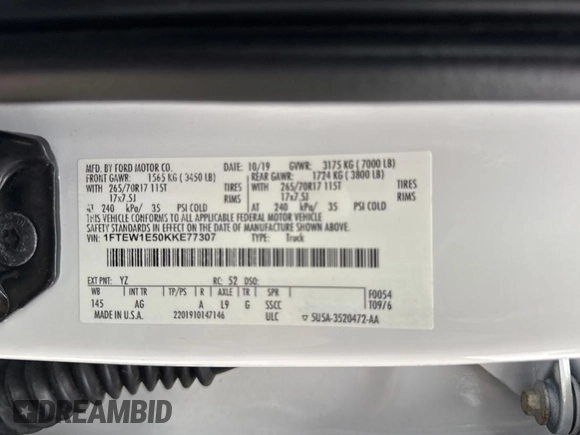 MFD. BY FORD MOTOR CO. DATE: 10/19 GVWR: 3175 KG ( 7000 LB)
FRONT GAWR: 1565 KG ( 3450 LB) REAR GAWR: 1724 KG ( 3800 LB)
WITH 265/70R17 115T TIRES WITH 265/70R17 115T TIRES
17x7.5J RIMS 17x7.5J RIMS
AT 240 kPa/ 35 PSI COLD AT 240 kPa/ 35 PSI COLD
THIS VEHICLE CONFORMS TO ALL APPLICABLE FEDERAL MOTOR VEHICLE
SAFETY STANDARDS IN EFFECT ON THE DATE OF MANUFACTURE SHOWN ABOVE.
VIN: 1FTEW1E50KKE77307 TYPE: Truck
EXT PNT: YZ RC: 52 DSO:
WB INT TR TP/PS R AXLE TR SPR F0054
145 AG A L9 G SSCC T09/6
MADE IN U.S.A. 2201910147146 ULC ▽ 5U5A-3520472-AA
DREAMBID